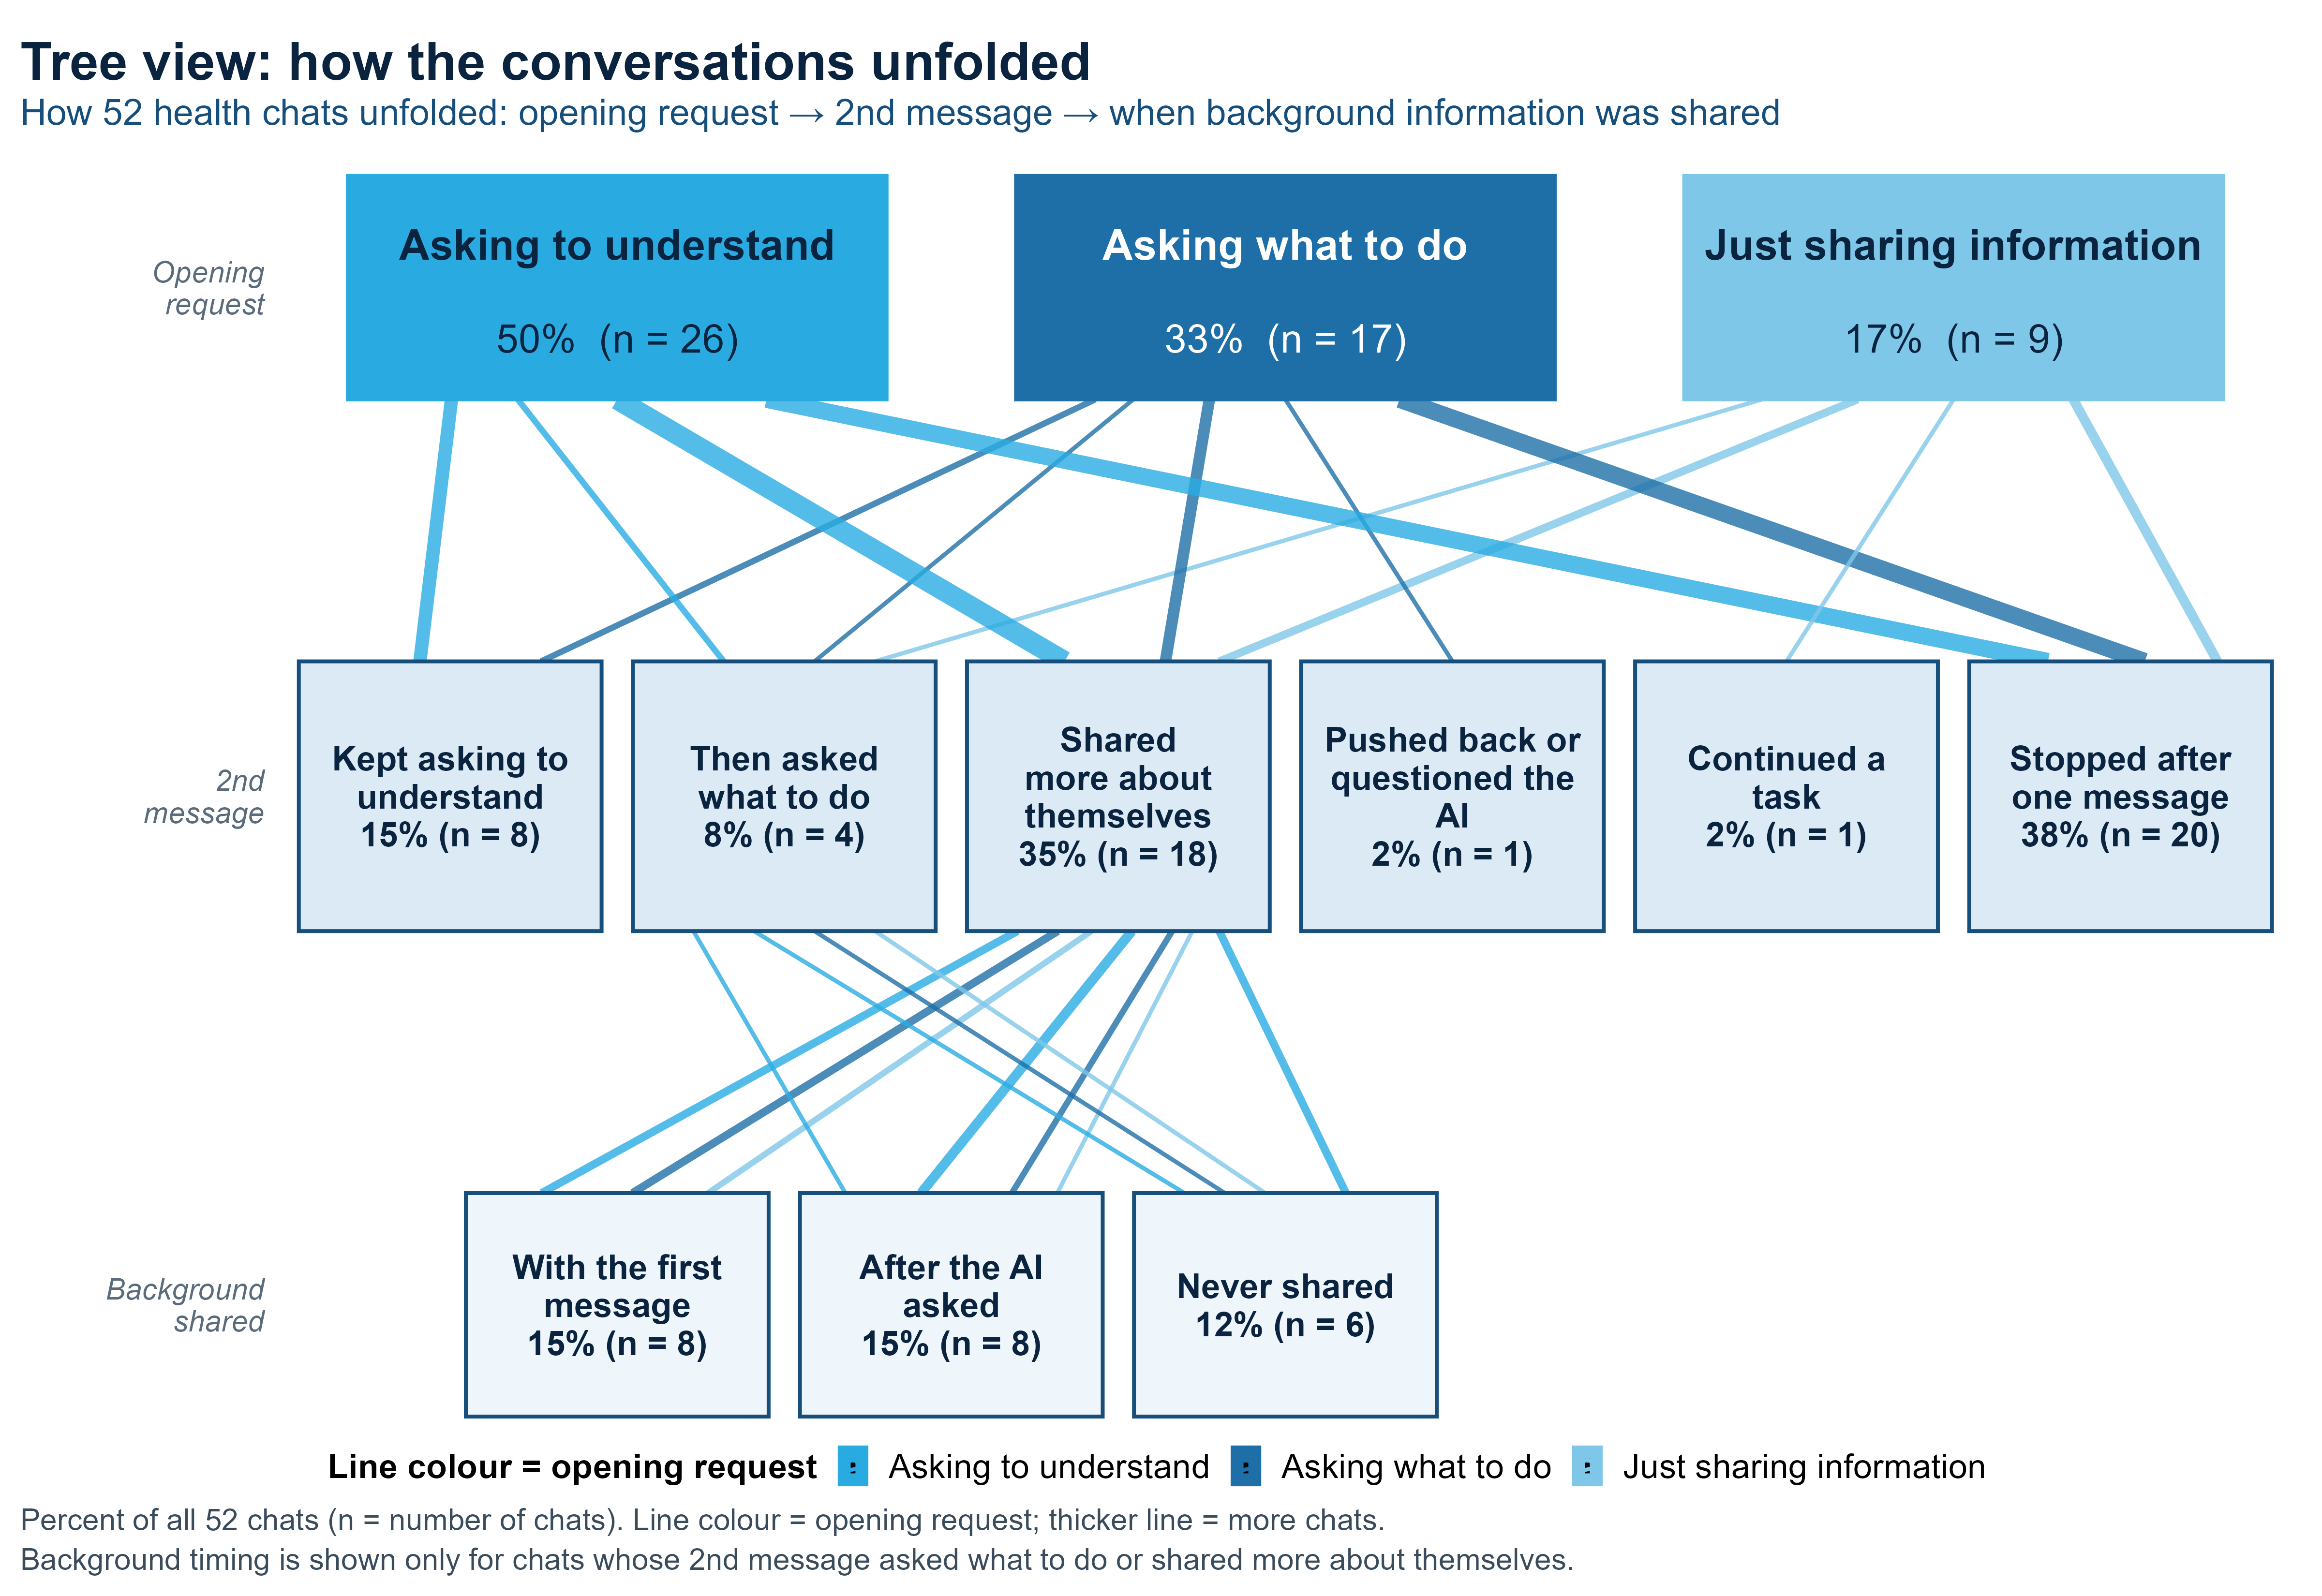 Tree view: how the conversations unfolded
How 52 health chats unfolded: opening request → 2nd message → when background information was shared
Opening
request
Asking to understand
50% (n = 26)
Asking what to do
33% (n = 17)
Just sharing information
17% (n = 9)
2nd
message
Kept asking to
understand
15% (n = 8)
Then asked
what to do
8% (n = 4)
Shared
more about
themselves
35% (n = 18)
Pushed back or
questioned the
AI
2% (n = 1)
Continued a
task
2% (n = 1)
Stopped after
one message
38% (n = 20)
Background
shared
With the first
message
15% (n = 8)
After the AI
asked
15% (n = 8)
Never shared
12% (n = 6)
Line colour = opening request Asking to understand Asking what to do Just sharing information
Percent of all 52 chats (n = number of chats). Line colour = opening request; thicker line = more chats.
Background timing is shown only for chats whose 2nd message asked what to do or shared more about themselves.